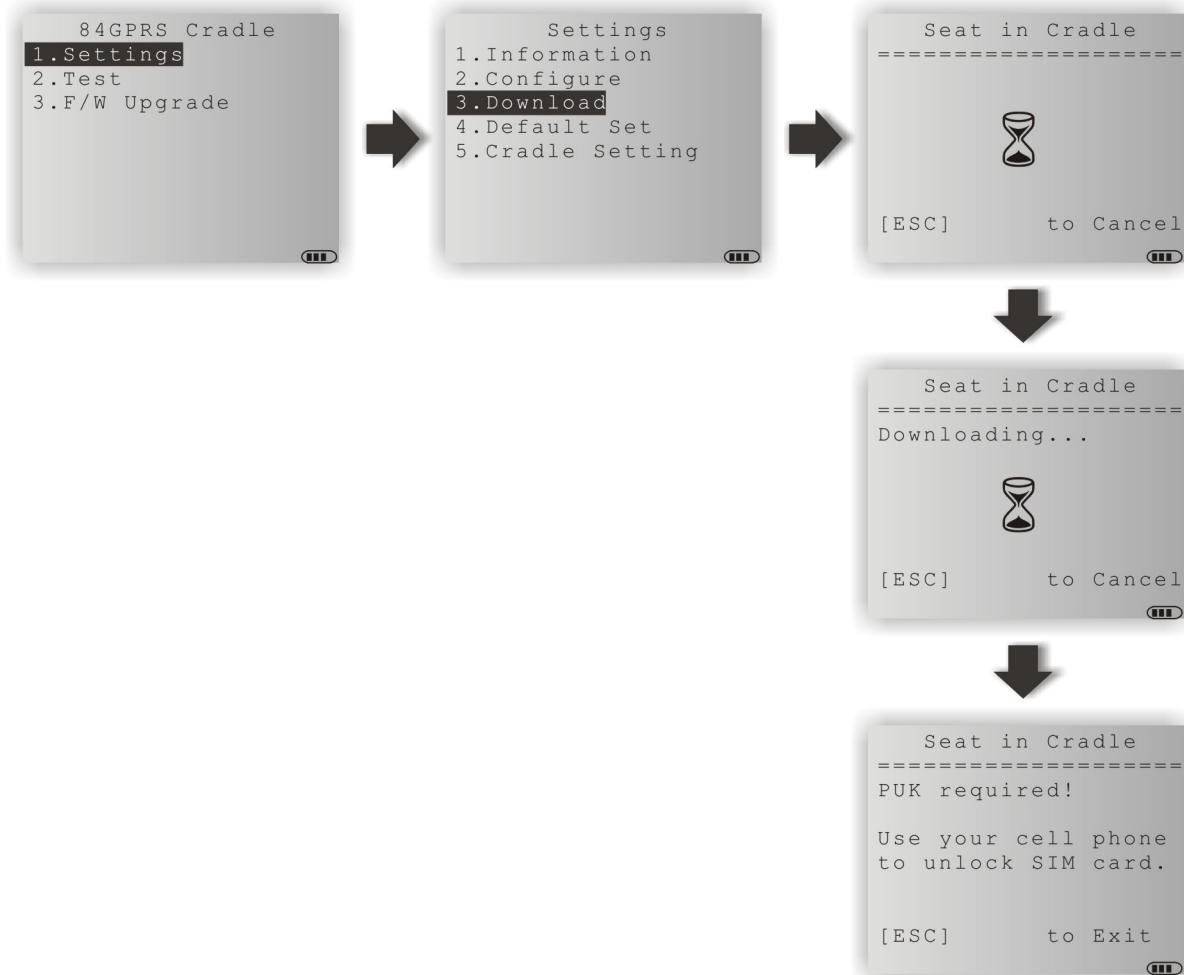 84GPRS Cradle
1.Settings
2.Test
3.F/W Upgrade
Settings
1.Information
2.Configure
3.Download
4.Default Set
5.Cradle Setting
Seat in Cradle
====================
[ESC] to Cancel
Seat in Cradle
====================
Downloading...
[ESC] to Cancel
Seat in Cradle
====================
PUK required!
Use your cell phone
to unlock SIM card.
[ESC] to Exit